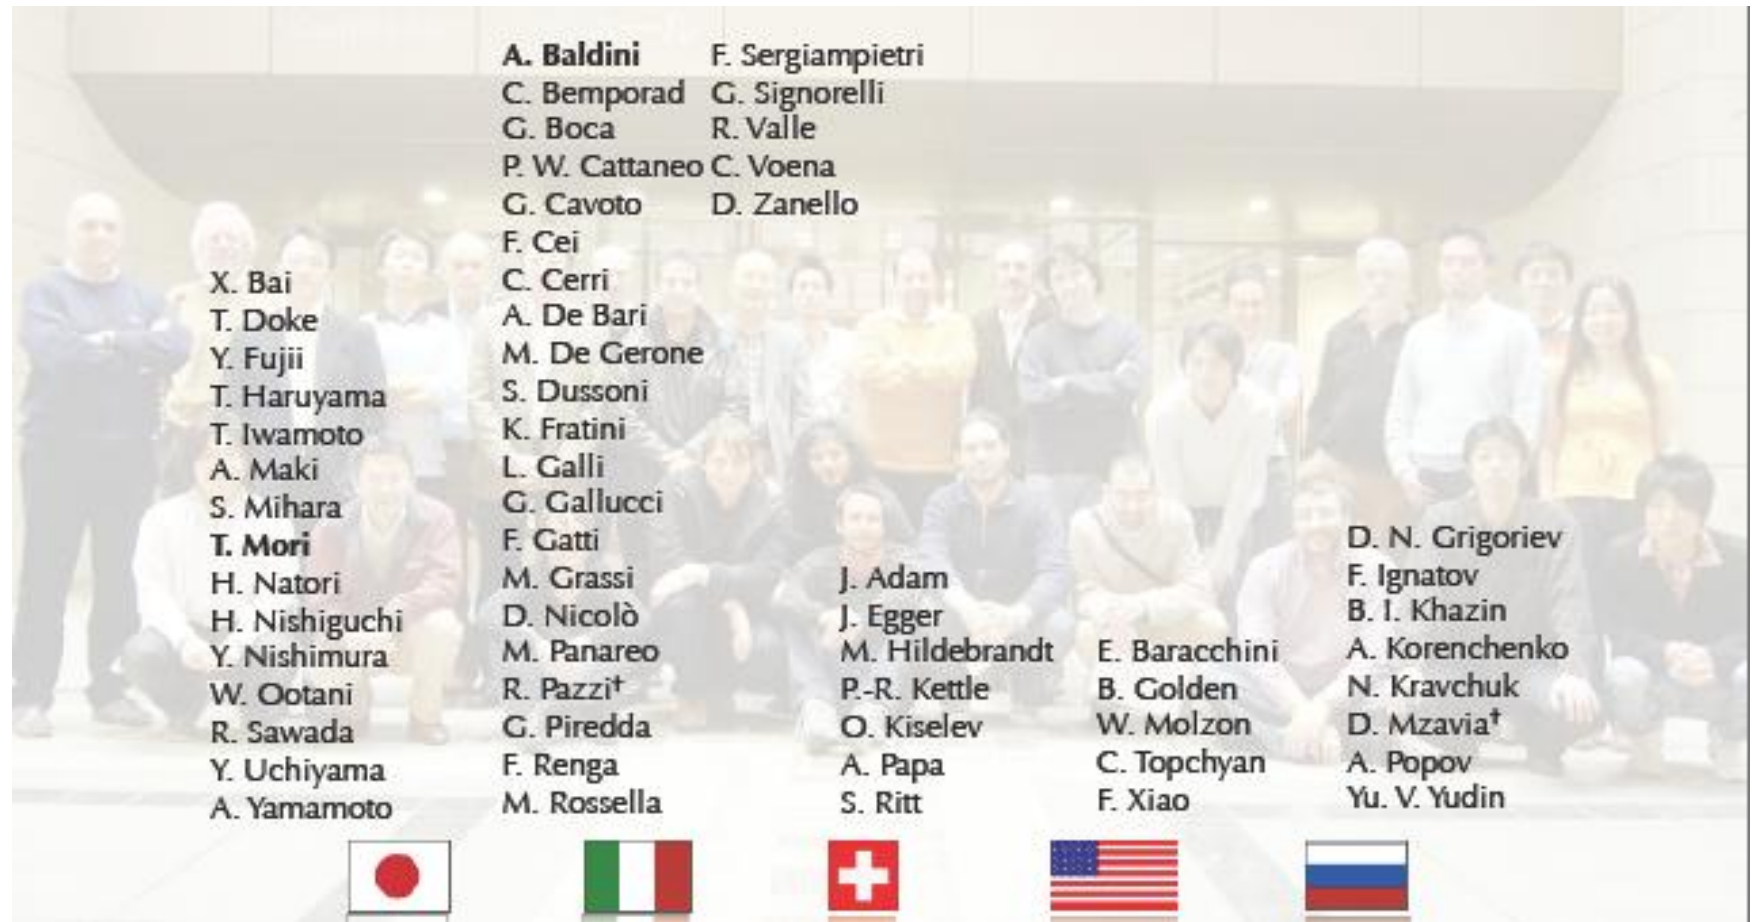 X. Bai
T. Doke
Y. Fujii
T. Haruyama
T. Iwamoto
A. Maki
S. Mihara
T. Mori
H. Natori
H. Nishiguchi
Y. Nishimura
W. Ootani
R. Sawada
Y. Uchiyama
A. Yamamoto
A. Baldini
C. Bemporad
G. Boca
P. W. Cattaneo
G. Cavoto
F. Cei
C. Cerri
A. De Bari
M. De Gerone
S. Dussoni
K. Fratini
L. Galli
G. Gallucci
F. Gatti
M. Grassi
D. Nicolò
M. Panareo
R. Pazzi†
G. Piredda
F. Renga
M. Rossella
F. Sergiampietri
G. Signorelli
R. Valle
C. Voena
D. Zanello
J. Adam
J. Egger
M. Hildebrandt
P.-R. Kettle
O. Kiselev
A. Papa
S. Ritt
E. Baracchini
B. Golden
W. Molzon
C. Topchyan
F. Xiao
D. N. Grigoriev
F. Ignatov
B. I. Khazin
A. Korenchenko
N. Kravchuk
D. Mzavia†
A. Popov
Yu. V. Yudin